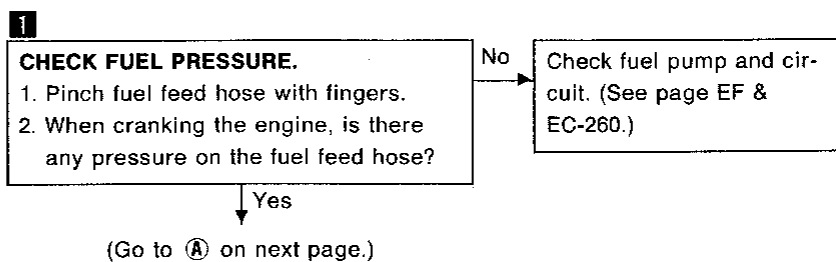 1
CHECK FUEL PRESSURE.
1. Pinch fuel feed hose with fingers.
2. When cranking the engine, is there
any pressure on the fuel feed hose?
No
Check fuel pump and cir-
cuit. (See page EF &
EC-260.)
Yes
(Go to Ⓐ on next page.)